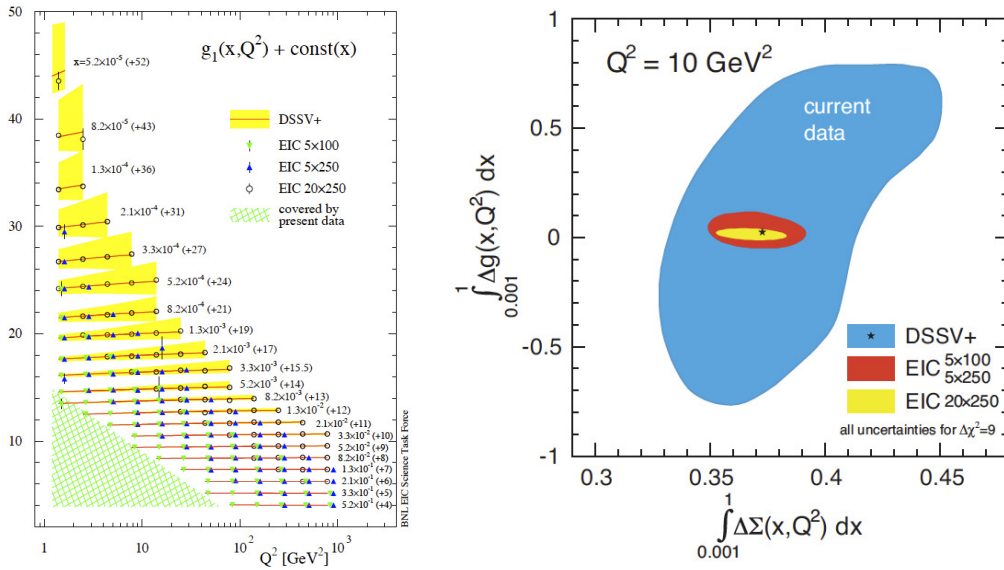 g₁(x,Q²) + const(x)
50
40
30
20
10
x=5.2×10⁻⁵ (+52)
8.2×10⁻⁵ (+43)
1.3×10⁻⁴ (+36)
2.1×10⁻⁴ (+31)
3.3×10⁻⁴ (+27)
5.2×10⁻⁴ (+24)
8.2×10⁻⁴ (+21)
1.3×10⁻³ (+19)
2.1×10⁻³ (+17)
3.3×10⁻³ (+15.5)
5.2×10⁻³ (+14)
8.2×10⁻³ (+13)
1.3×10⁻² (+12)
2.1×10⁻² (+11)
3.3×10⁻² (+10)
5.2×10⁻² (+9)
8.2×10⁻² (+8)
1.3×10⁻¹ (+7)
2.1×10⁻¹ (+6)
3.3×10⁻¹ (+5)
5.2×10⁻¹ (+4)
DSSV+
EIC 5×100
EIC 5×250
EIC 20×250
covered by
present data
BNL EIC Science Task Force
1 10 10² 10³
Q² [GeV²]
Q² = 10 GeV²
current
data
1
0.5
0
-0.5
-1
∫ Δg(x,Q²) dx
1
0.001
DSSV+
EIC 5×100
5×250
EIC 20×250
all uncertainties for Δχ²=9
0.3 0.35 0.4 0.45
1
∫ ΔΣ(x,Q²) dx
0.001